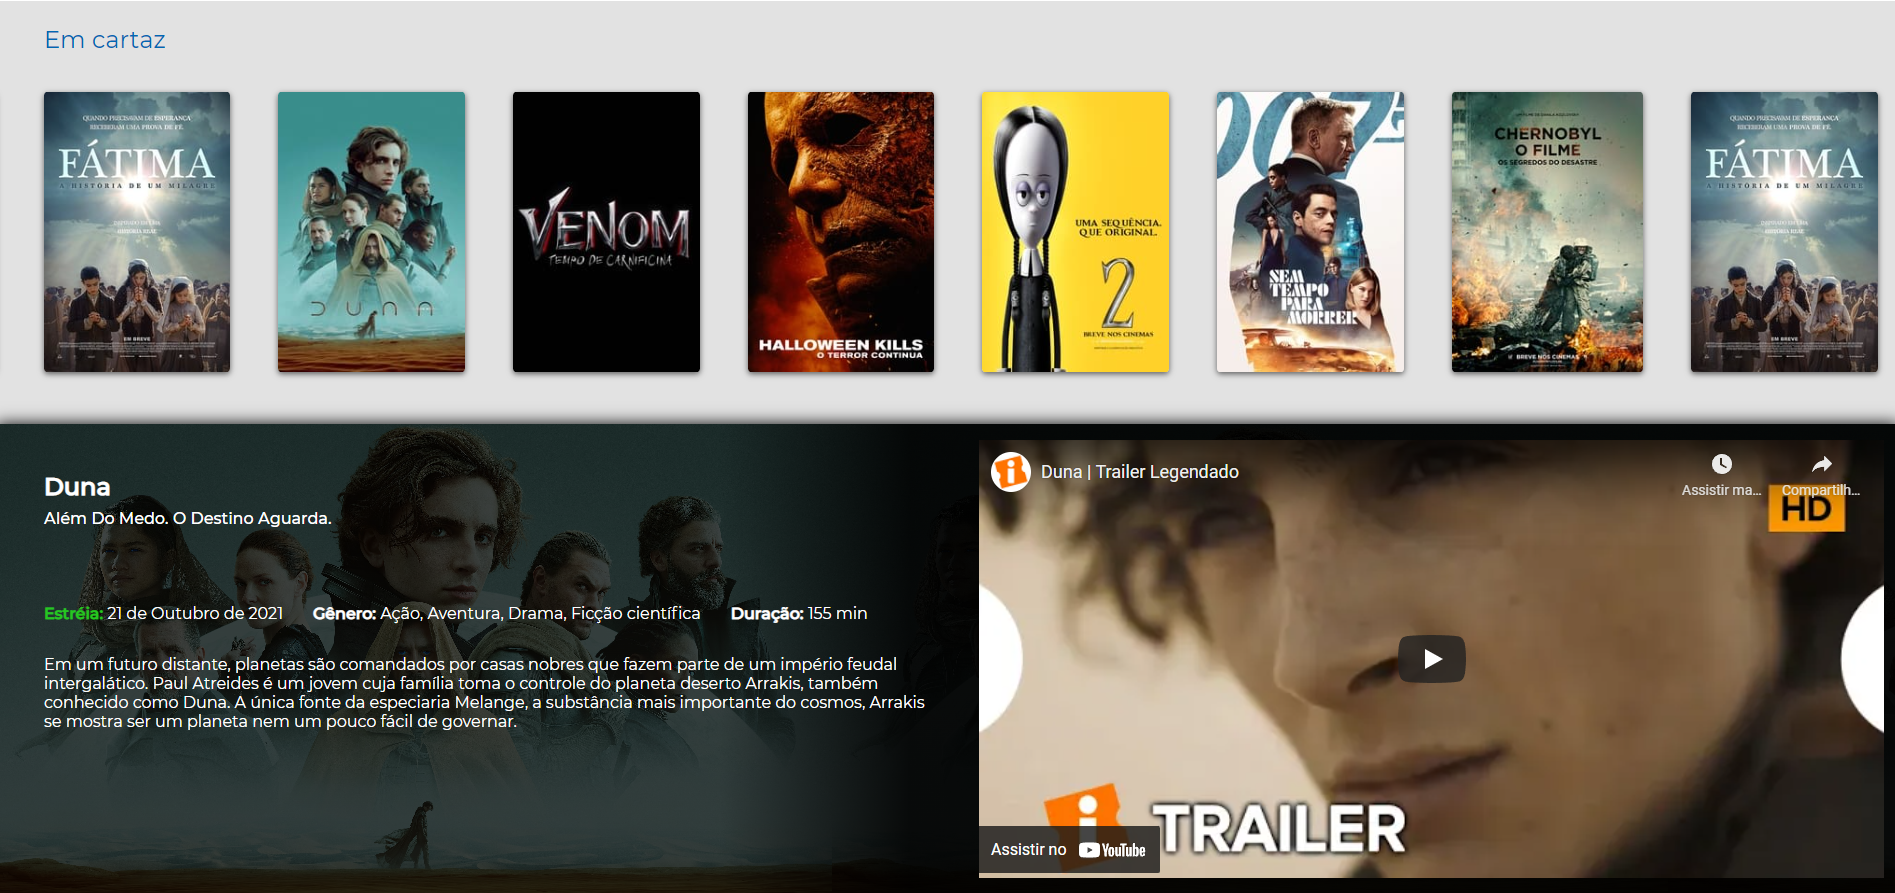 Em cartaz
QUANDO PRECISAVAM DE ESPERANÇA
RECEBERAM UMA PROVA DE FÉ.
FÁTIMA
A HISTÓRIA DE UM MILAGRE
EM BREVE
DUNA
VENOM
TEMPO DE CARNIFICINA
HALLOWEEN KILLS
O TERROR CONTINUA
UMA SEQUÊNCIA.
QUE ORIGINAL.
2
BREVE NOS CINEMAS
007
SEM
TEMPO
PARA
MORRER
CHERNOBYL
O FILME
OS SEGREDOS DO DESASTRE
BREVE NOS CINEMAS
QUANDO PRECISAVAM DE ESPERANÇA
RECEBERAM UMA PROVA DE FÉ.
FÁTIMA
A HISTÓRIA DE UM MILAGRE
EM BREVE
Duna
Além Do Medo. O Destino Aguarda.
Estréia: 21 de Outubro de 2021 Gênero: Ação, Aventura, Drama, Ficção científica Duração: 155 min
Em um futuro distante, planetas são comandados por casas nobres que fazem parte de um império feudal
intergalático. Paul Atreides é um jovem cuja família toma o controle do planeta deserto Arrakis, também
conhecido como Duna. A única fonte da especiaria Melange, a substância mais importante do cosmos, Arrakis
se mostra ser um planeta nem um pouco fácil de governar.
Duna | Trailer Legendado
Assistir ma...
Compartilh...
HD
TRAILER
Assistir no YouTube